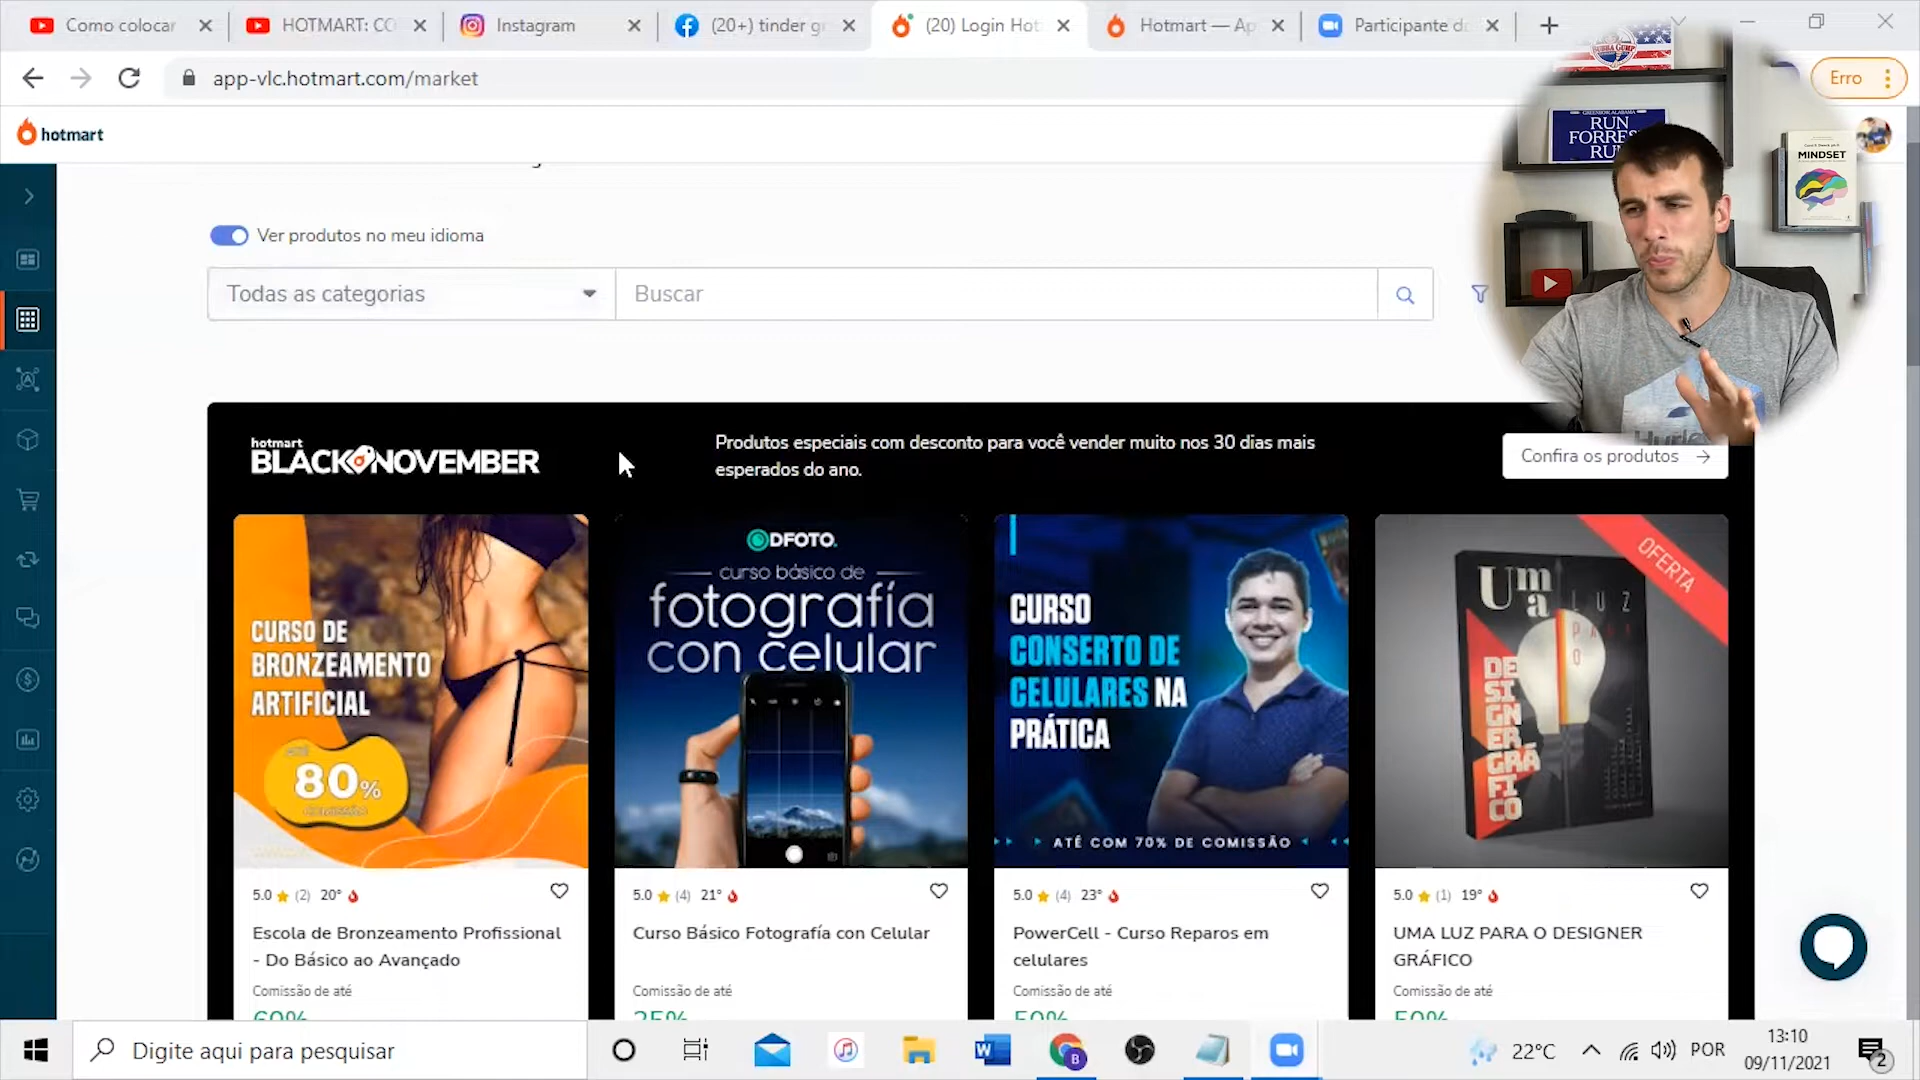 Como colocar
HOTMART: CO
Instagram
(20+) tinder gr
(20) Login Hot
Hotmart — Ap
Participante d
app-vlc.hotmart.com/market
Erro
hotmart
RUN
FORRES
RU
MINDSET
Ver produtos no meu idioma
Todas as categorias
Buscar
hotmart
BLACK NOVEMBER
Produtos especiais com desconto para você vender muito nos 30 dias mais
esperados do ano.
Confira os produtos
CURSO DE
BRONZEAMENTO
ARTIFICIAL
80%
DFOTO.
curso básico de
fotografía
con celular
CURSO
CONSERTO DE
CELULARES NA
PRÁTICA
ATÉ COM 70% DE COMISSÃO
OFERTA
Uma
LUZ
PARA
O
DESIGNER
GRÁFICO
5.0 (2) 20°
5.0 (4) 21°
5.0 (4) 23°
5.0 (1) 19°
Escola de Bronzeamento Profissional
- Do Básico ao Avançado
Curso Básico Fotografía con Celular
PowerCell - Curso Reparos em
celulares
UMA LUZ PARA O DESIGNER
GRÁFICO
Comissão de até
Comissão de até
Comissão de até
Comissão de até
60%
25%
50%
50%
Digite aqui para pesquisar
22°C
POR
13:10
09/11/2021
2